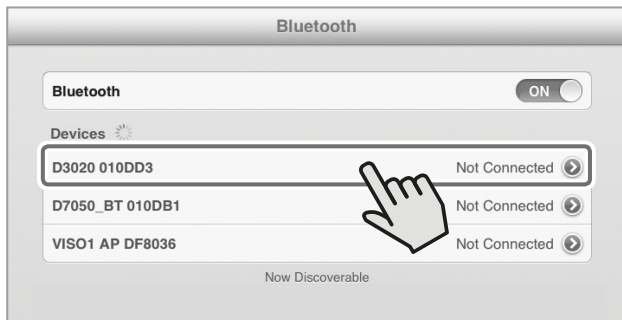 Bluetooth
Bluetooth ON
Devices
D3020 010DD3 Not Connected
D7050_BT 010DB1 Not Connected
VISO1 AP DF8036 Not Connected
Now Discoverable